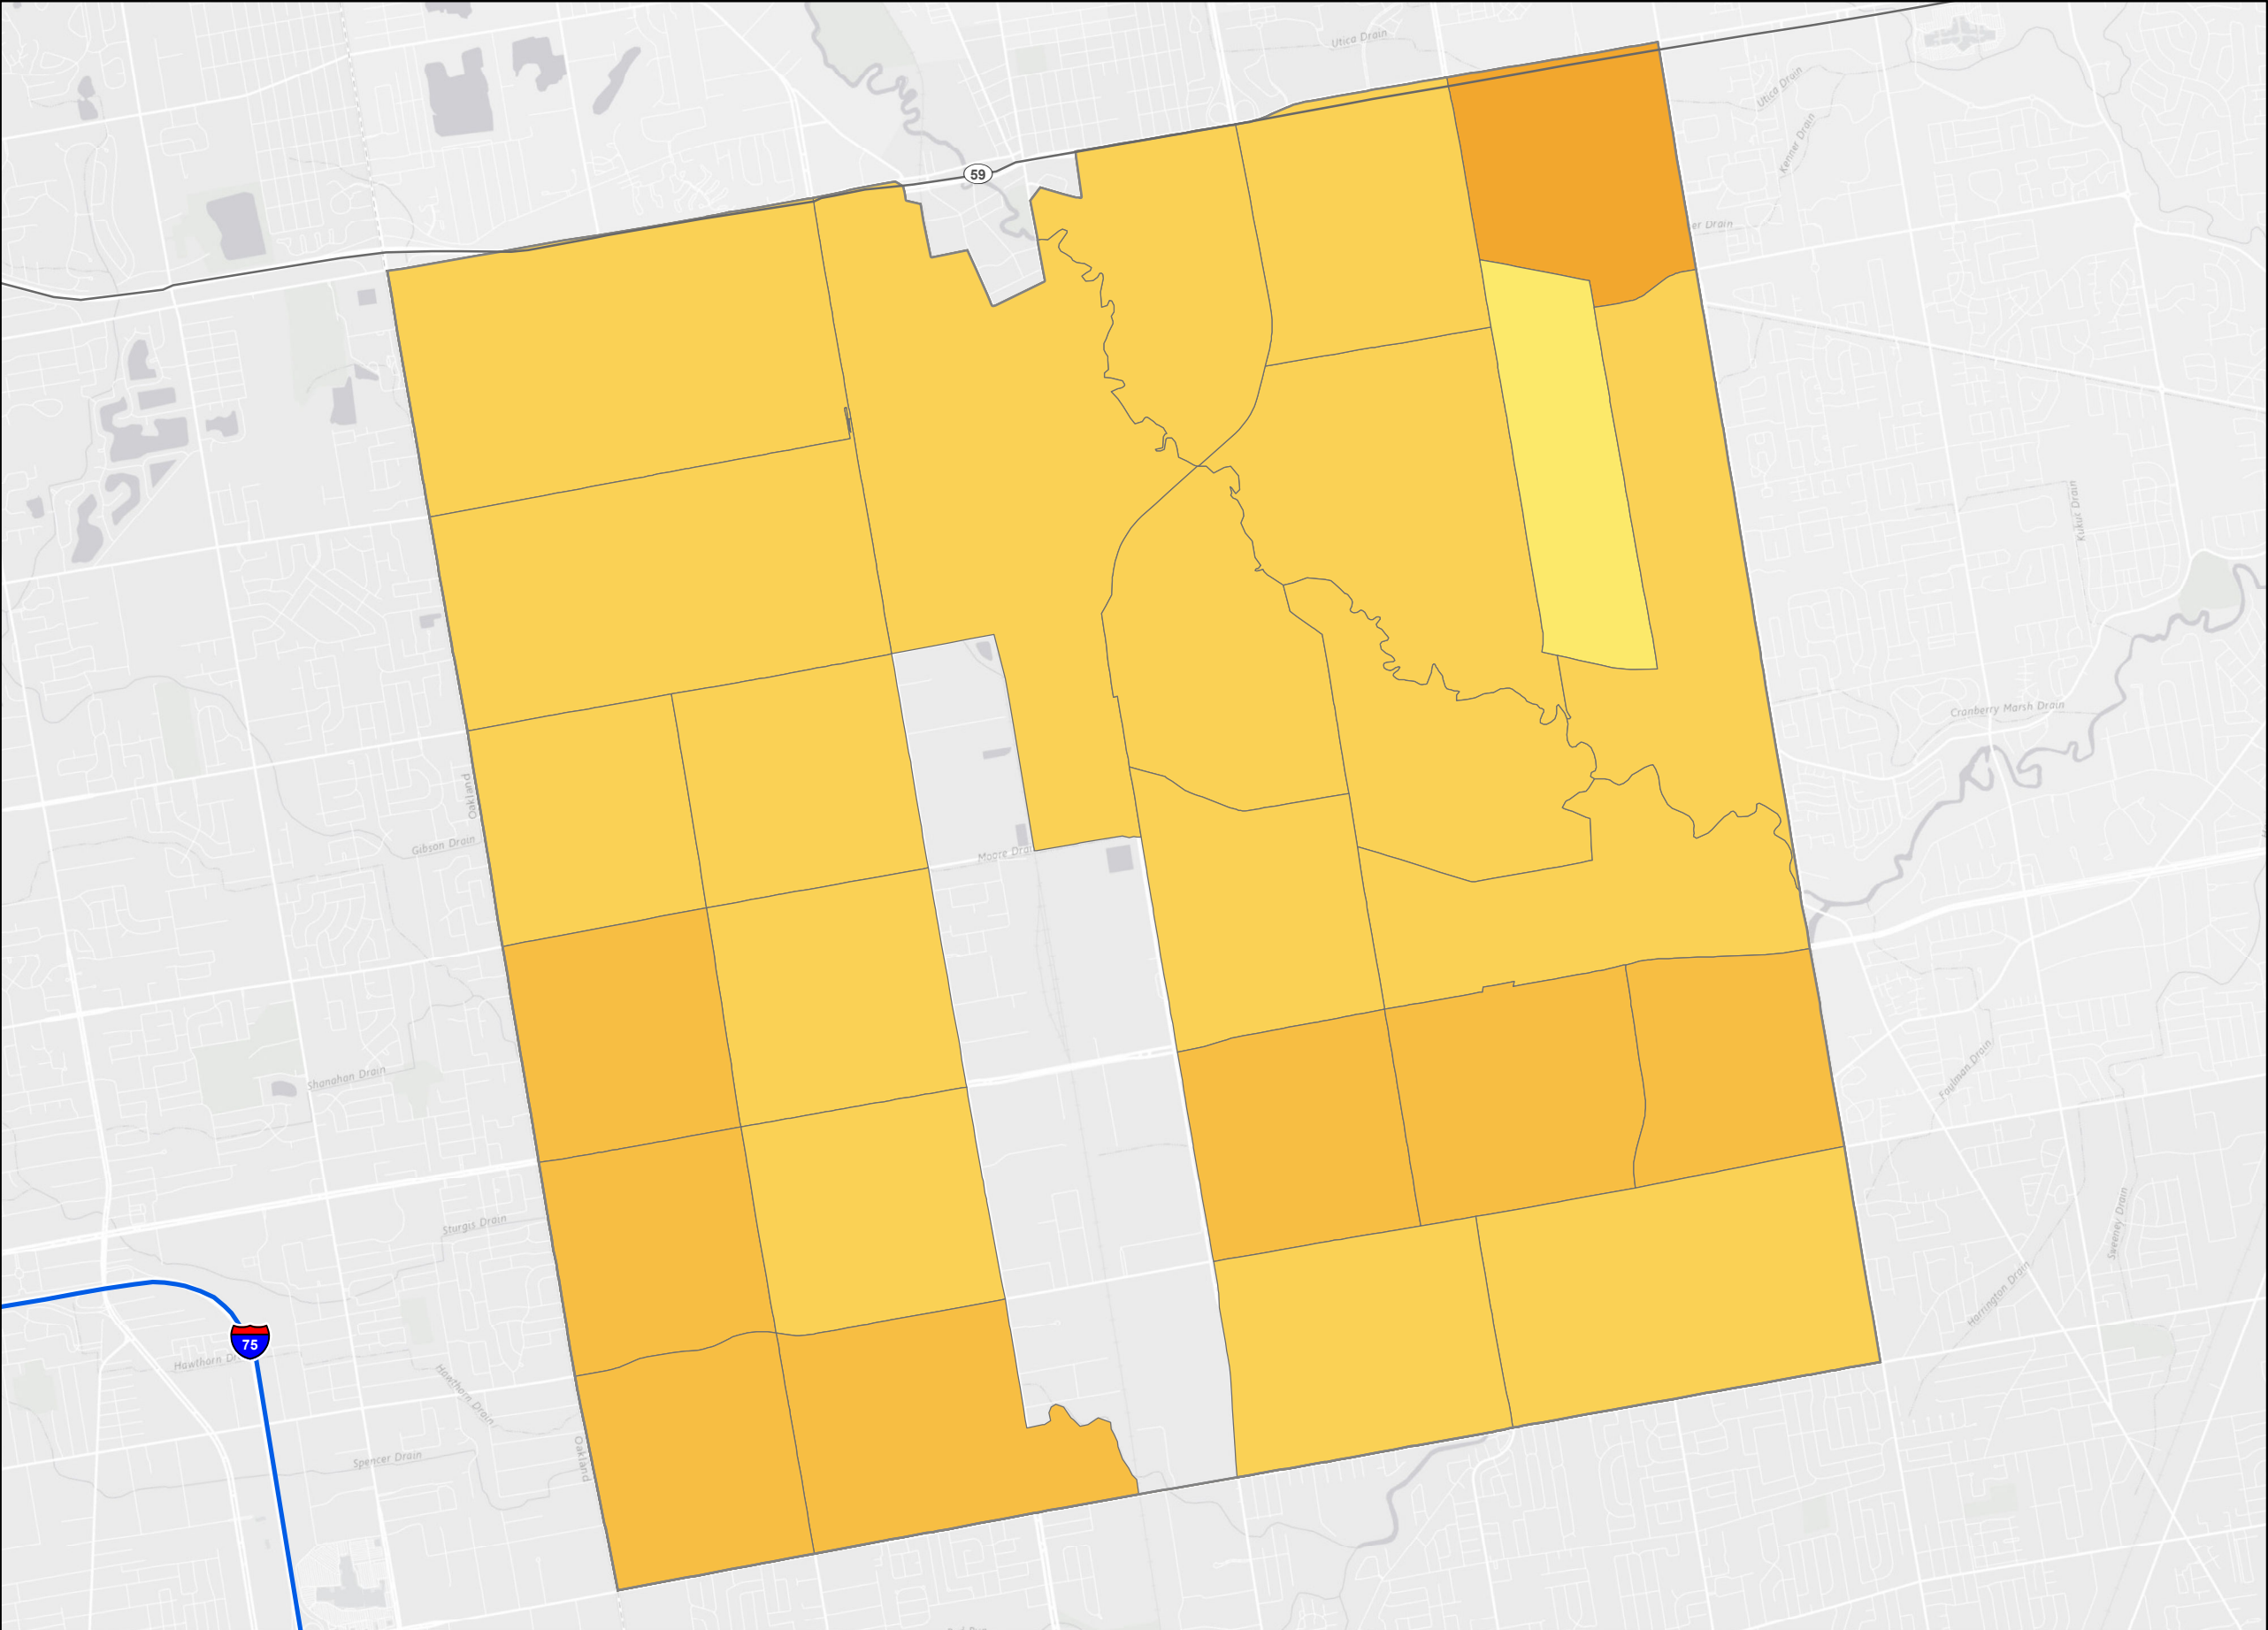 Utica Drain
Utica Drain
Kenner Drain
59
er Drain
Kukuk Drain
Cranberry Marsh Drain
Oakland
Gibson Drain
Moore Drain
Shanahan Drain
Faulman Drain
Sturgis Drain
Sweeney Drain
Harrington Drain
75
Hawthorn Dr
Hawthorn Drain
Oakland
Spencer Drain